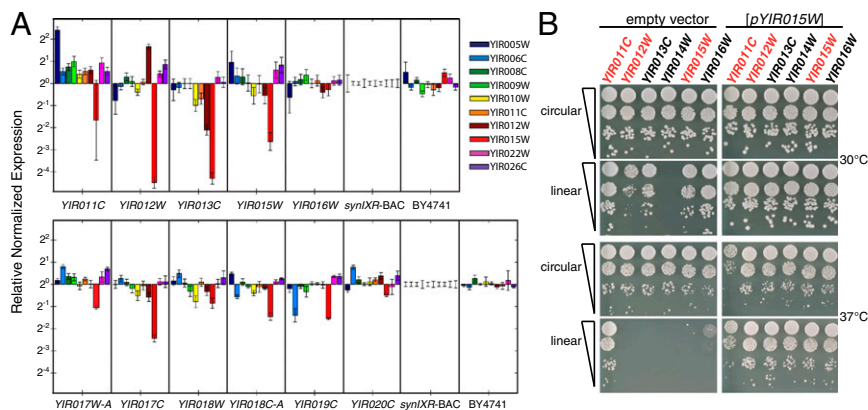 A
Relative Normalized Expression
2² 2¹ 2⁰ 2⁻¹ 2⁻² 2⁻³ 2⁻⁴
YIR011C YIR012W YIR013C YIR015W YIR016W synIXR-BAC BY4741
YIR005W
YIR006C
YIR008C
YIR009W
YIR010W
YIR011C
YIR012W
YIR015W
YIR022W
YIR026C
2² 2¹ 2⁰ 2⁻¹ 2⁻² 2⁻³ 2⁻⁴
YIR017W-A YIR017C YIR018W YIR018C-A YIR019C YIR020C synIXR-BAC BY4741
B
empty vector [pYIR015W]
YIR011C YIR012W YIR013C YIR014W YIR015W YIR016W YIR011C YIR012W YIR013C YIR014W YIR015W YIR016W
circular
30°C
linear
circular
37°C
linear